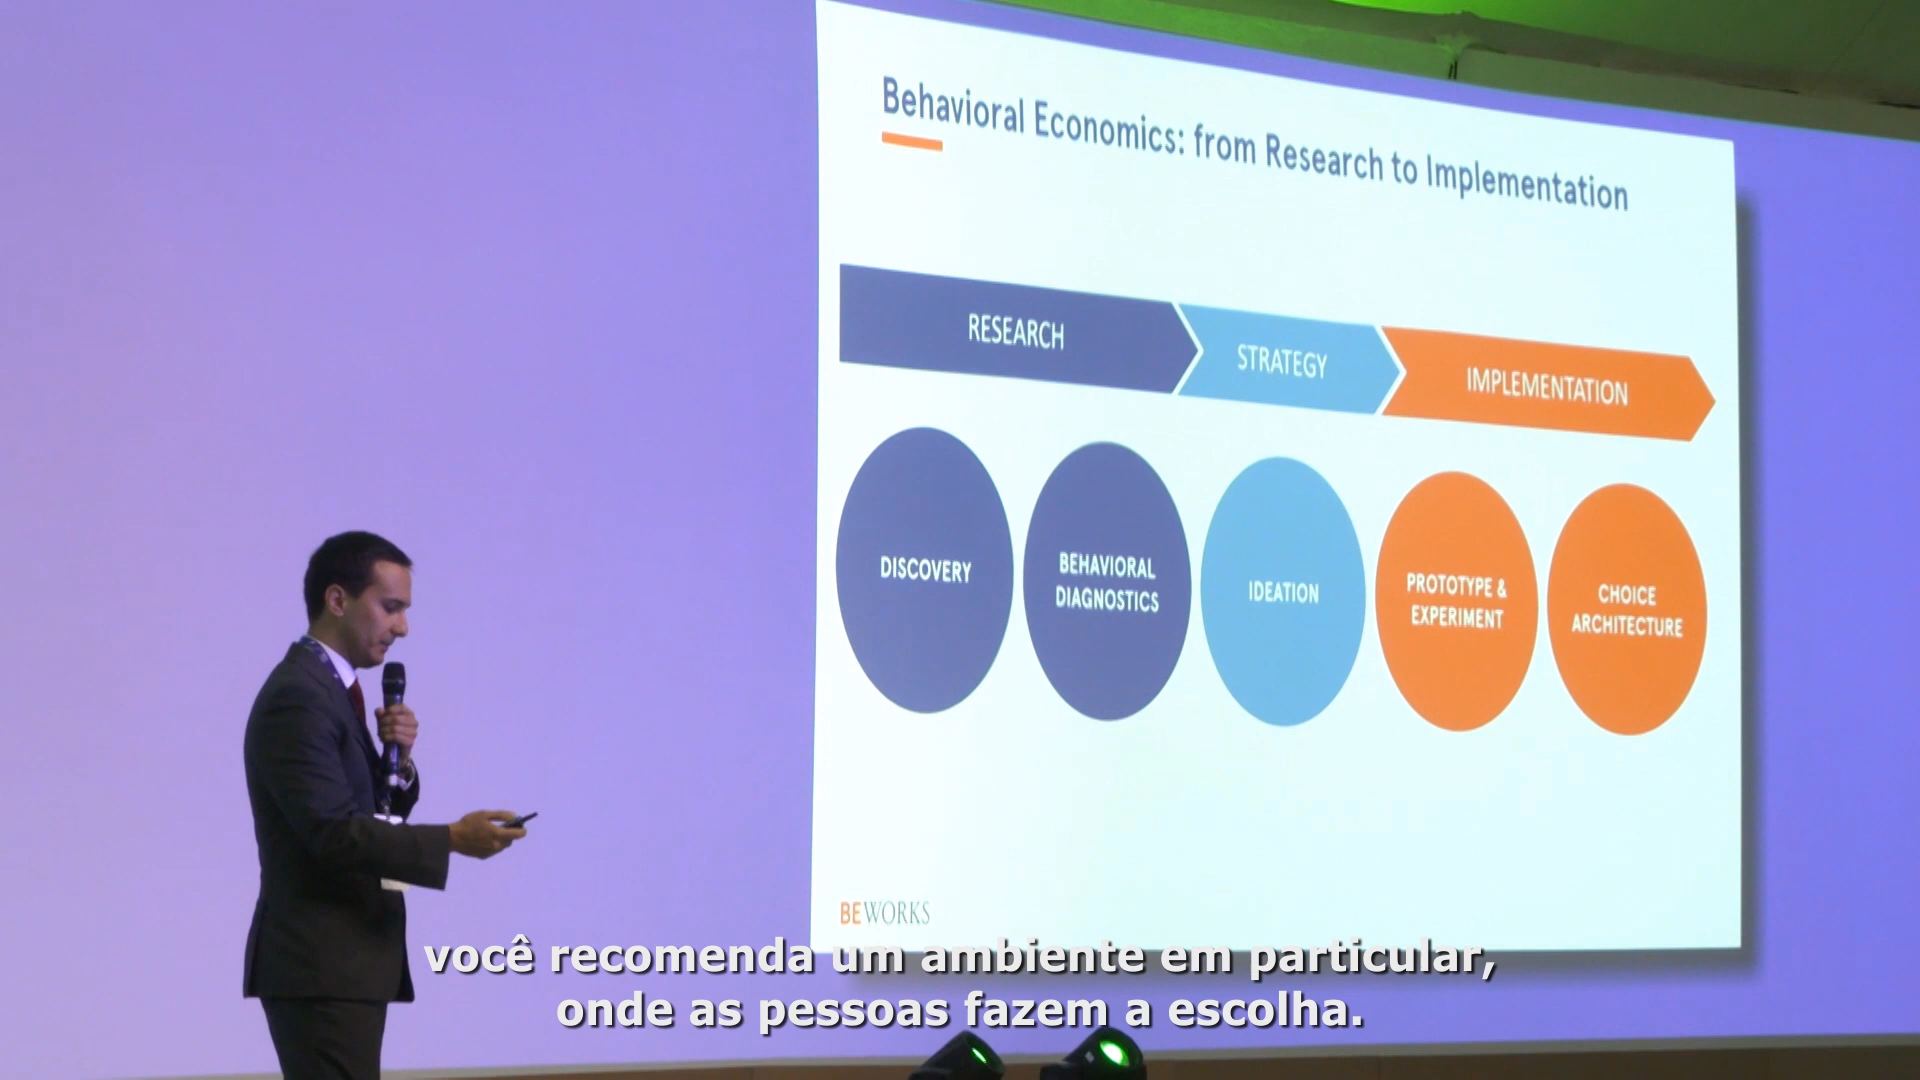 Behavioral Economics: from Research to Implementation
RESEARCH
STRATEGY
IMPLEMENTATION
DISCOVERY
BEHAVIORAL
DIAGNOSTICS
IDEATION
PROTOTYPE &
EXPERIMENT
CHOICE
ARCHITECTURE
BEWORKS
você recomenda um ambiente em particular,
onde as pessoas fazem a escolha.